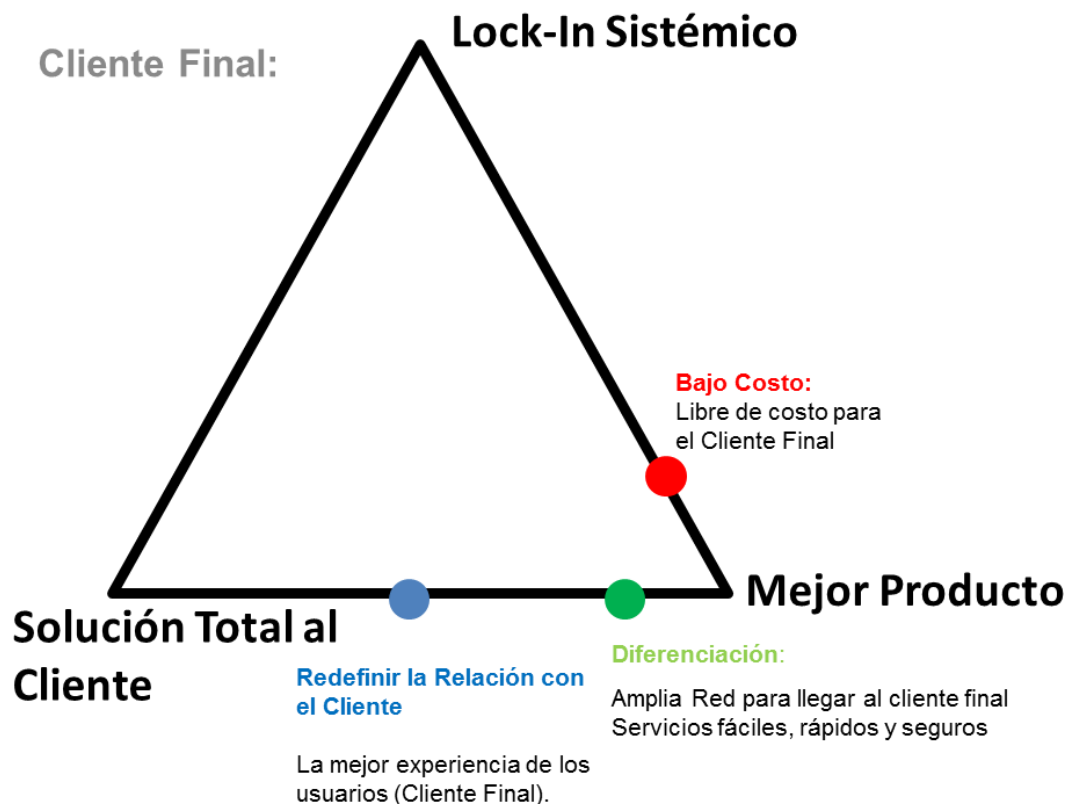 Lock-In Sistémico
Cliente Final:
Bajo Costo:
Libre de costo para
el Cliente Final
Mejor Producto
Solución Total al
Cliente
Diferenciación:
Amplia Red para llegar al cliente final
Servicios fáciles, rápidos y seguros
Redefinir la Relación con
el Cliente
La mejor experiencia de los
usuarios (Cliente Final).